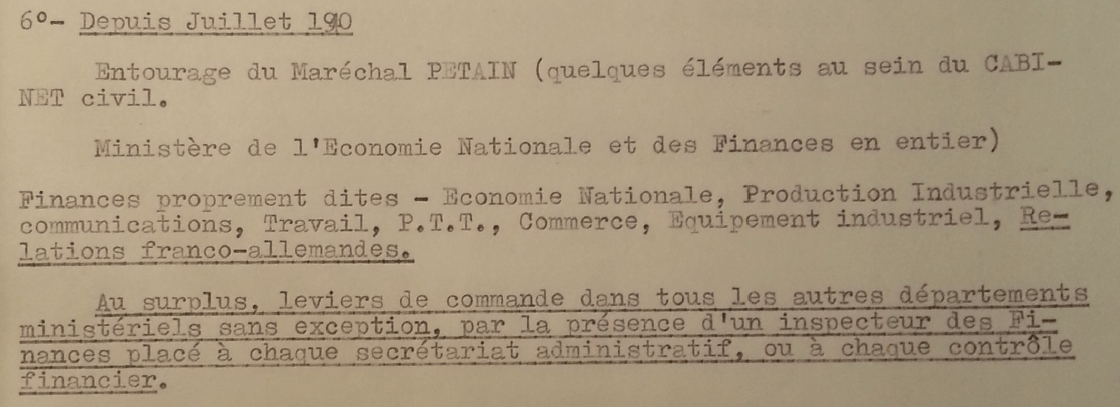 6°- Depuis Juillet 1940
Entourage du Maréchal PETAIN (quelques éléments au sein du CABI-
NET civil.
Ministère de l'Economie Nationale et des Finances en entier)
Finances proprement dites - Economie Nationale, Production Industrielle,
communications, Travail, P.T.T., Commerce, Equipement industriel, Re-
lations franco-allemandes.
Au surplus, leviers de commande dans tous les autres départements
ministériels sans exception, par la présence d'un inspecteur des Fi-
nances placé à chaque secrétariat administratif, ou à chaque contrôle
financier.